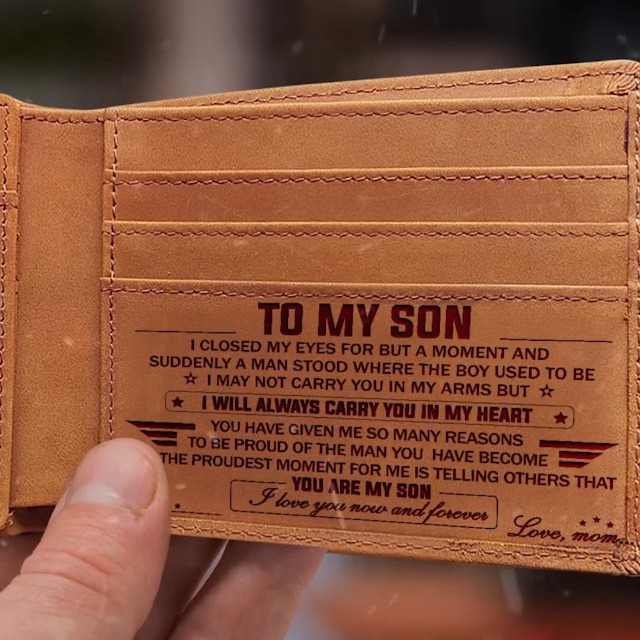 TO MY SON
I CLOSED MY EYES FOR BUT A MOMENT AND
SUDDENLY A MAN STOOD WHERE THE BOY USED TO BE
I MAY NOT CARRY YOU IN MY ARMS BUT
I WILL ALWAYS CARRY YOU IN MY HEART
YOU HAVE GIVEN ME SO MANY REASONS
TO BE PROUD OF THE MAN YOU HAVE BECOME
THE PROUDEST MOMENT FOR ME IS TELLING OTHERS THAT
YOU ARE MY SON
I love you now and forever
Love, mom